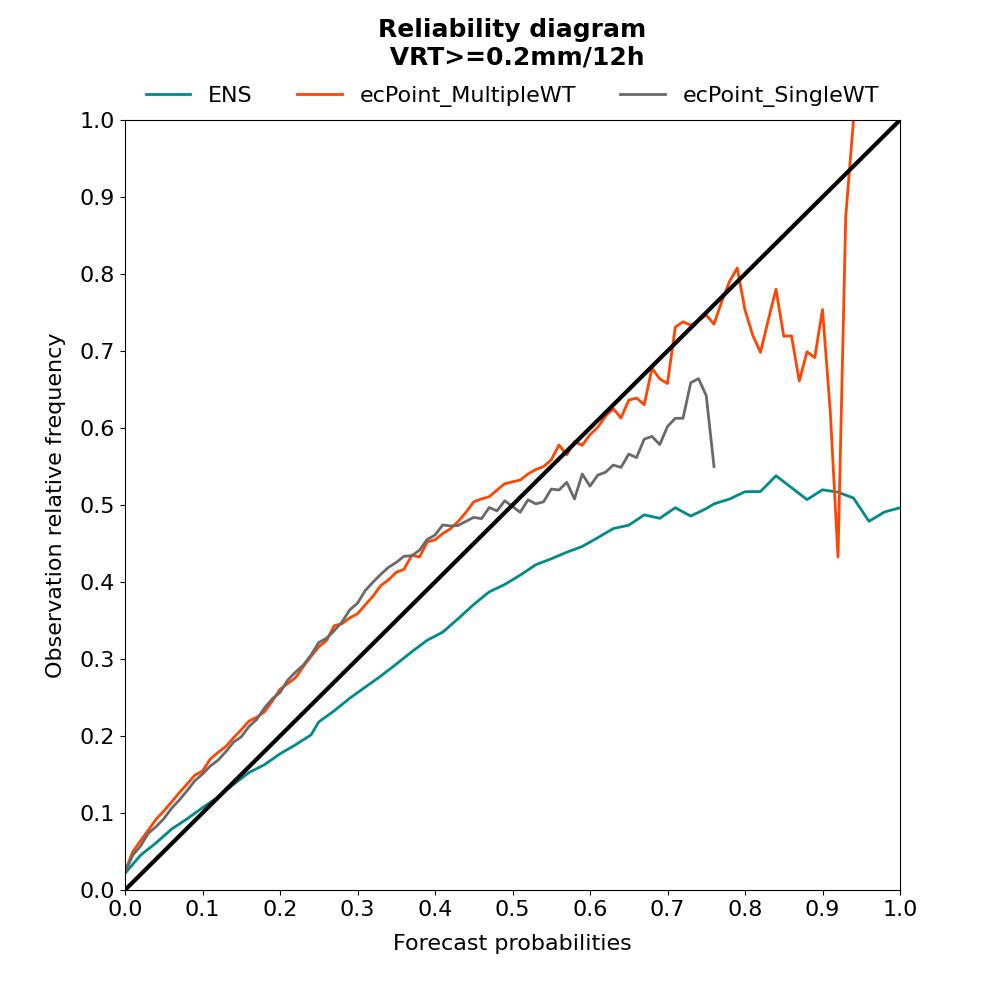 Reliability diagram
VRT>=0.2mm/12h
ENS ecPoint_MultipleWT ecPoint_SingleWT
1.0
0.9
0.8
0.7
0.6
0.5
0.4
0.3
0.2
0.1
0.0
Observation relative frequency
0.0 0.1 0.2 0.3 0.4 0.5 0.6 0.7 0.8 0.9 1.0
Forecast probabilities